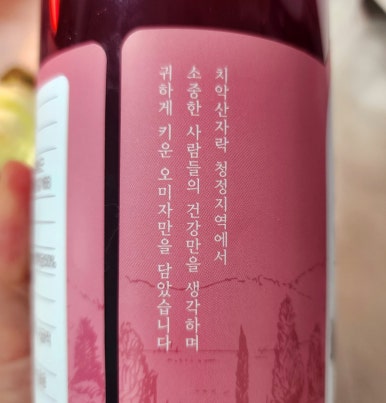 치악산자락 청정지역에서
소중한 사람들의 건강만을 생각하며
귀하게 키운 오미자만을 담았습니다